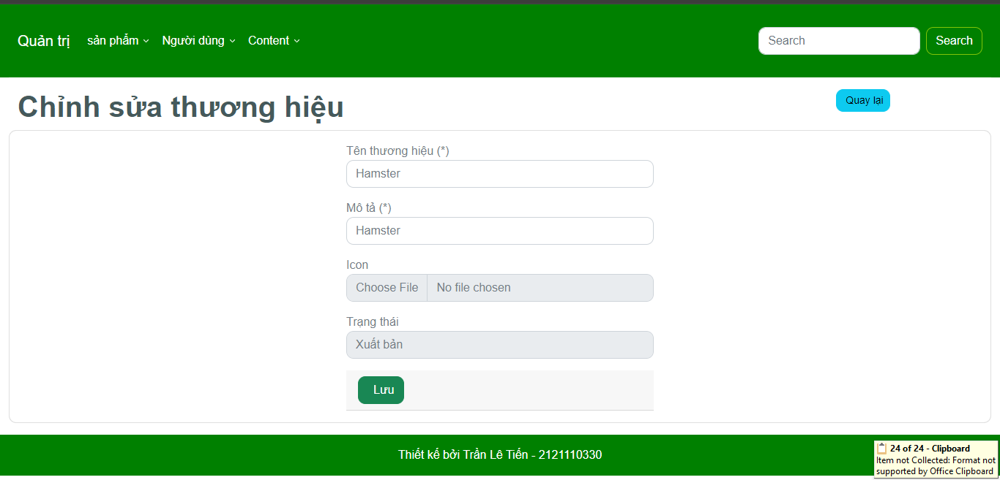 Quản trị sản phẩm Người dùng Content Search Search
Chỉnh sửa thương hiệu Quay lại
Tên thương hiệu (*)
Hamster
Mô tả (*)
Hamster
Icon
Choose File No file chosen
Trạng thái
Xuất bản
Lưu
Thiết kế bởi Trần Lê Tiến - 2121110330
24 of 24 - Clipboard
Item not Collected: Format not
supported by Office Clipboard